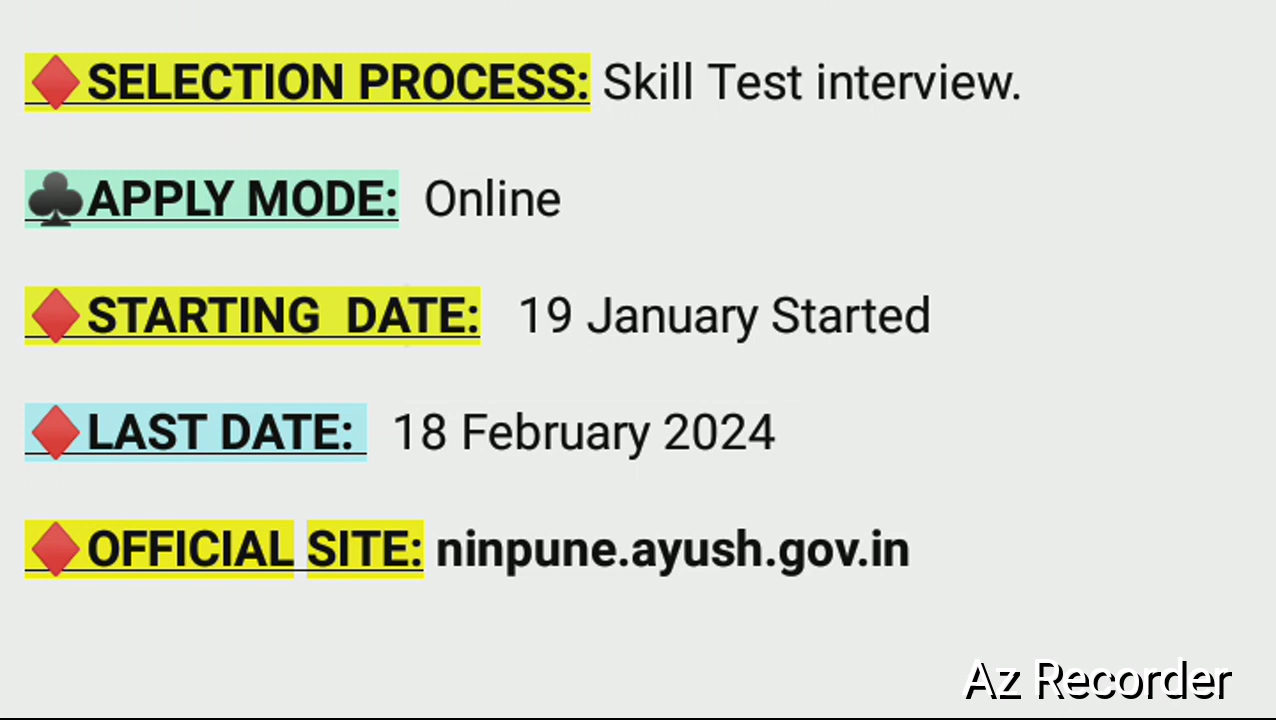 ♦️SELECTION PROCESS: Skill Test interview.
♣️APPLY MODE: Online
♦️STARTING DATE: 19 January Started
♦️LAST DATE: 18 February 2024
♦️OFFICIAL SITE: ninpune.ayush.gov.in
Az Recorder